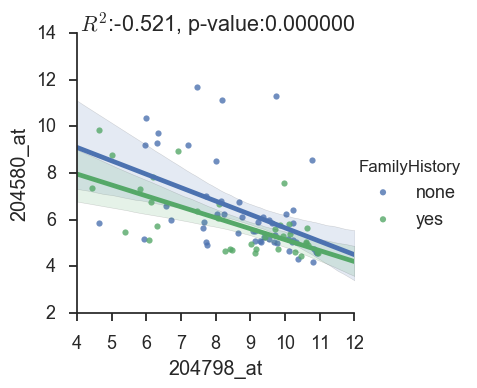 R²:-0.521, p-value:0.000000
14
12
10
8
6
4
2
204580_at
4 5 6 7 8 9 10 11 12
204798_at
FamilyHistory
none
yes